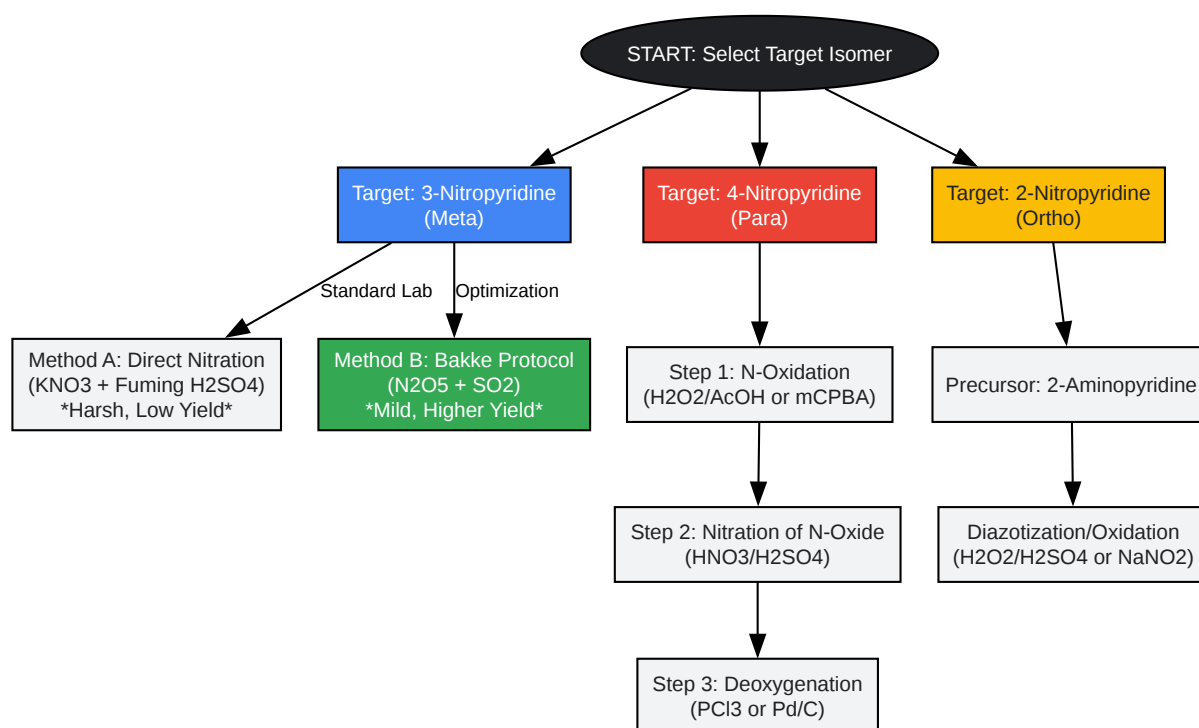 START: Select Target Isomer
Target: 3-Nitropyridine
(Meta)
Target: 4-Nitropyridine
(Para)
Target: 2-Nitropyridine
(Ortho)
Standard Lab
Optimization
Method A: Direct Nitration
(KNO3 + Fuming H2SO4)
*Harsh, Low Yield*
Method B: Bakke Protocol
(N2O5 + SO2)
*Mild, Higher Yield*
Step 1: N-Oxidation
(H2O2/AcOH or mCPBA)
Precursor: 2-Aminopyridine
Step 2: Nitration of N-Oxide
(HNO3/H2SO4)
Diazotization/Oxidation
(H2O2/H2SO4 or NaNO2)
Step 3: Deoxygenation
(PCl3 or Pd/C)